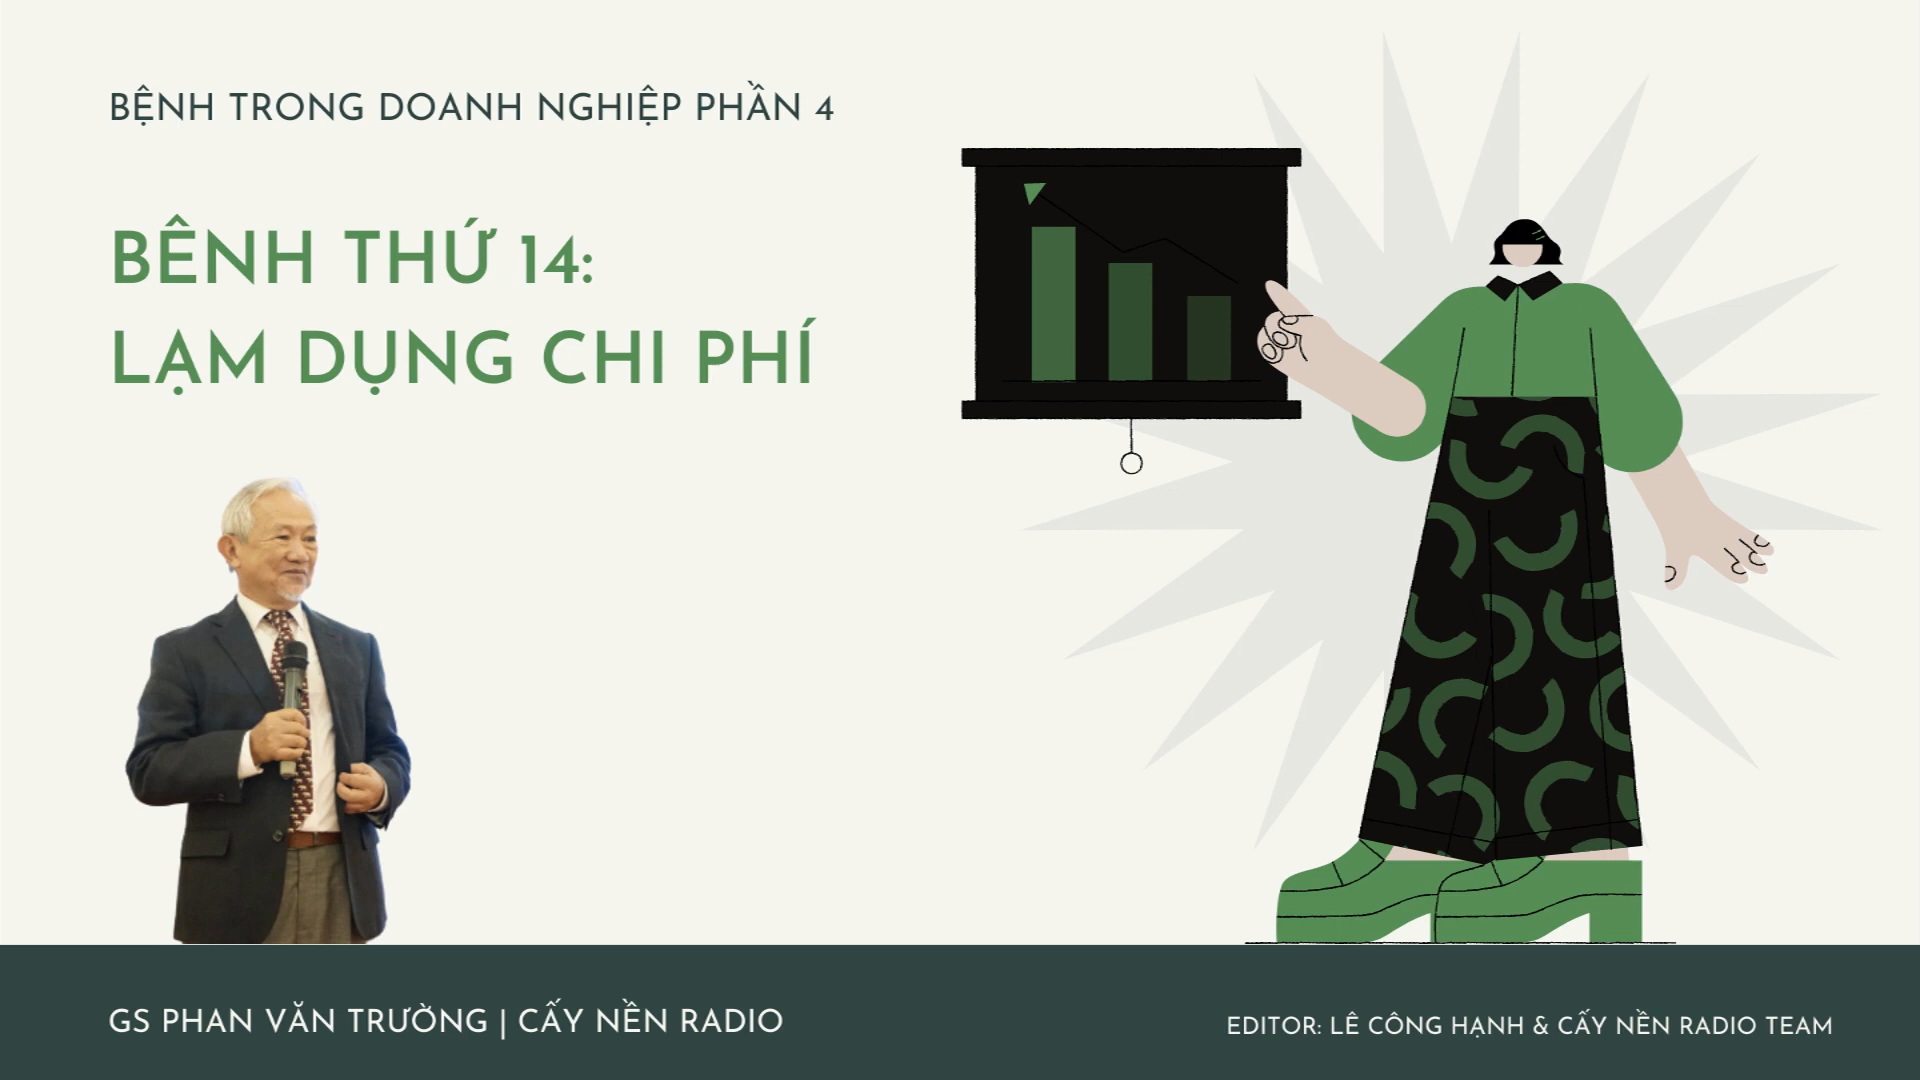 BỆNH TRONG DOANH NGHIỆP PHẦN 4
BÊNH THỨ 14:
LẠM DỤNG CHI PHÍ
GS PHAN VĂN TRƯỜNG | CẤY NỀN RADIO
EDITOR: LÊ CÔNG HẠNH & CẤY NỀN RADIO TEAM